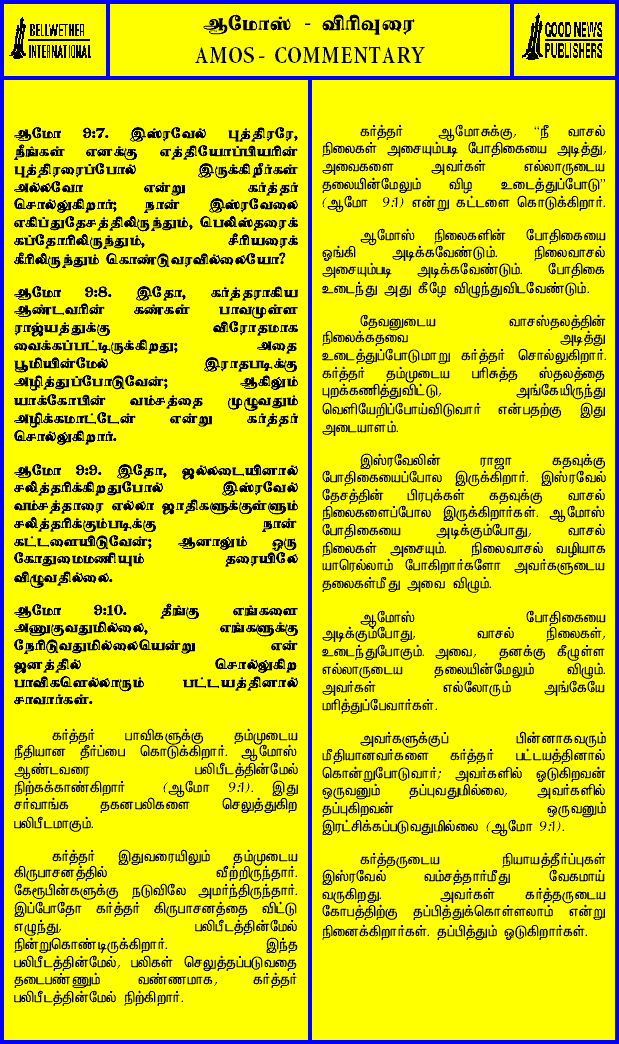 BELLWETHER
INTERNATIONAL
ஆமோஸ் - விரிவுரை
AMOS- COMMENTARY
GOOD NEWS
PUBLISHERS
ஆமோ 9:7. இஸ்ரவேல் புத்திரரே,
நீங்கள் எனக்கு எத்தியோப்பியரின்
புத்திரரைப்போல் இருக்கிறீர்கள்
அல்லவோ என்று கர்த்தர்
சொல்லுகிறார்; நான் இஸ்ரவேலை
எகிப்துதேசத்திலிருந்தும், பெலிஸ்தரைக்
கப்தோரிலிருந்தும், சீரியரைக்
கீரிலிருந்தும் கொண்டுவரவில்லையோ?
ஆமோ 9:8. இதோ, கர்த்தராகிய
ஆண்டவரின் கண்கள் பாவமுள்ள
ராஜ்யத்துக்கு விரோதமாக
வைக்கப்பட்டிருக்கிறது; அதை
பூமியின்மேல் இராதபடிக்கு
அழித்துப்போடுவேன்; ஆகிலும்
யாக்கோபின் வம்சத்தை முழுவதும்
அழிக்கமாட்டேன் என்று கர்த்தர்
சொல்லுகிறார்.
ஆமோ 9:9. இதோ, ஜல்லடையினால்
சலித்தரிக்கிறதுபோல் இஸ்ரவேல்
வம்சத்தாரை எல்லா ஜாதிகளுக்குள்ளும்
சலித்தரிக்கும்படிக்கு நான்
கட்டளையிடுவேன்; ஆனாலும் ஒரு
கோதுமைமணியும் தரையிலே
விழுவதில்லை.
ஆமோ 9:10. தீங்கு எங்களை
அணுகுவதுமில்லை, எங்களுக்கு
நேரிடுவதுமில்லையென்று என்
ஜனத்தில் சொல்லுகிற
பாவிகளெல்லாரும் பட்டயத்தினால்
சாவார்கள்.
கர்த்தர் பாவிகளுக்கு தம்முடைய
நீதியான தீர்ப்பை கொடுக்கிறார். ஆமோஸ்
ஆண்டவரை பலிபீடத்தின்மேல்
நிற்கக்காண்கிறார் (ஆமோ 9:1). இது
சர்வாங்க தகனபலிகளை செலுத்துகிற
பலிபீடமாகும்.
கர்த்தர் இதுவரையிலும் தம்முடைய
கிருபாசனத்தில் வீற்றிருந்தார்.
கேரூபின்களுக்கு நடுவிலே அமர்ந்திருந்தார்.
இப்போதோ கர்த்தர் கிருபாசனத்தை விட்டு
எழுந்து, பலிபீடத்தின்மேல்
நின்றுகொண்டிருக்கிறார். இந்த
பலிபீடத்தின்மேல், பலிகள் செலுத்தப்படுவதை
தடைபண்ணும் வண்ணமாக, கர்த்தர்
பலிபீடத்தின்மேல் நிற்கிறார்.
கர்த்தர் ஆமோசுக்கு, "நீ வாசல்
நிலைகள் அசையும்படி போதிகையை அடித்து,
அவைகளை அவர்கள் எல்லாருடைய
தலையின்மேலும் விழ உடைத்துப்போடு"
(ஆமோ 9:1) என்று கட்டளை கொடுக்கிறார்.
ஆமோஸ் நிலைகளின் போதிகையை
ஓங்கி அடிக்கவேண்டும். நிலைவாசல்
அசையும்படி அடிக்கவேண்டும். போதிகை
உடைந்து அது கீழே விழுந்துவிடவேண்டும்.
தேவனுடைய வாசஸ்தலத்தின்
நிலைக்கதவை அடித்து
உடைத்துப்போடுமாறு கர்த்தர் சொல்லுகிறார்.
கர்த்தர் தம்முடைய பரிசுத்த ஸ்தலத்தை
புறக்கணித்துவிட்டு, அங்கேயிருந்து
வெளியேறிப்போய்விடுவார் என்பதற்கு இது
அடையாளம்.
இஸ்ரவேலின் ராஜா கதவுக்கு
போதிகையைப்போல இருக்கிறார். இஸ்ரவேல்
தேசத்தின் பிரபுக்கள் கதவுக்கு வாசல்
நிலைகளைப்போல இருக்கிறார்கள். ஆமோஸ்
போதிகையை அடிக்கும்போது, வாசல்
நிலைகள் அசையும். நிலைவாசல் வழியாக
யாரெல்லாம் போகிறார்களோ அவர்களுடைய
தலைகள்மீது அவை விழும்.
ஆமோஸ் போதிகையை
அடிக்கும்போது, வாசல் நிலைகள்,
உடைந்துபோகும். அவை, தனக்கு கீழுள்ள
எல்லாருடைய தலையின்மேலும் விழும்.
அவர்கள் எல்லோரும் அங்கேயே
மரித்துப்பேவார்கள்.
அவர்களுக்குப் பின்னாகவரும்
மீதியானவர்களை கர்த்தர் பட்டயத்தினால்
கொன்றுபோடுவார்; அவர்களில் ஓடுகிறவன்
ஒருவனும் தப்புவதுமில்லை, அவர்களில்
தப்புகிறவன் ஒருவனும்
இரட்சிக்கப்படுவதுமில்லை (ஆமோ 9:1).
கர்த்தருடைய நியாயத்தீர்ப்புகள்
இஸ்ரவேல் வம்சத்தார்மீது வேகமாய்
வருகிறது. அவர்கள் கர்த்தருடைய
கோபத்திற்கு தப்பித்துக்கொள்ளலாம் என்று
நினைக்கிறார்கள். தப்பித்தும் ஓடுகிறார்கள்.